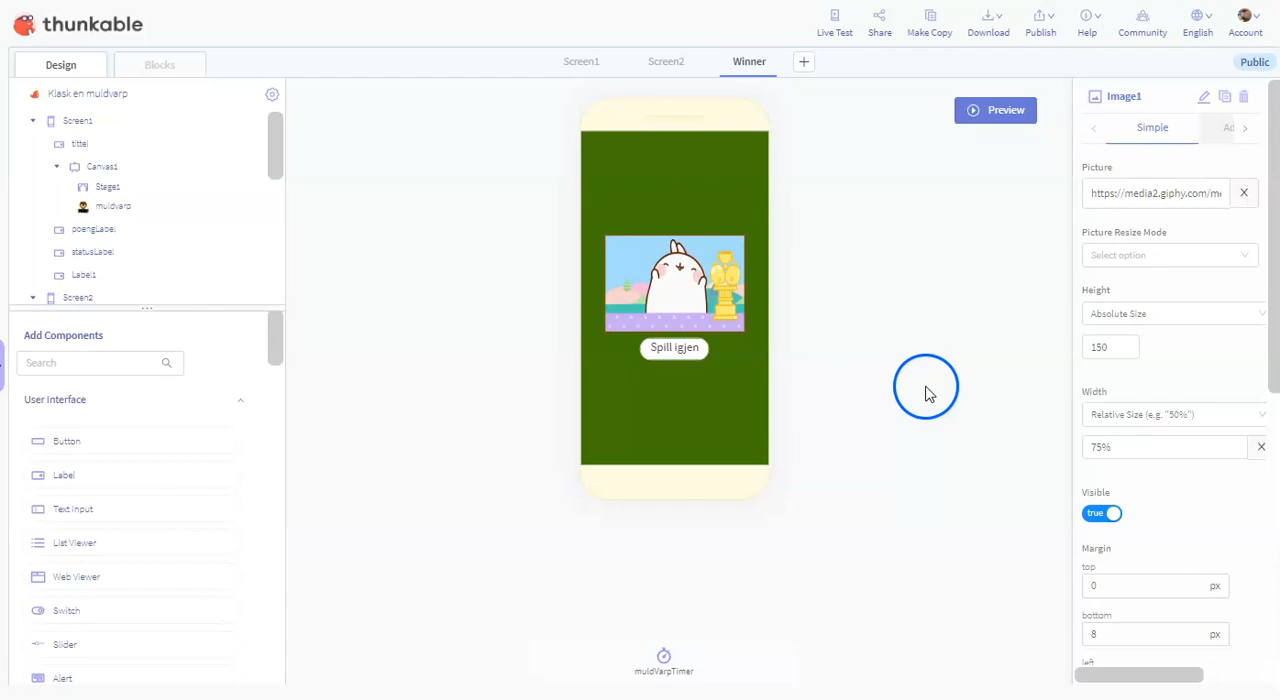 thunkable
Live Test
Share
Make Copy
Download
Publish
Help
Community
English
Account
Design
Blocks
Screen1
Screen2
Winner
Public
Klask en muldvarp
Screen1
tittel
Canvas1
Stage1
muldvarp
poengLabel
statusLabel
Label1
Screen2
Add Components
Search
User Interface
Button
Label
Text Input
List Viewer
Web Viewer
Switch
Slider
Alert
Preview
Spill igjen
muldVarpTimer
Image1
Simple
Ad
Picture
https://media2.giphy.com/me
X
Picture Resize Mode
Select option
Height
Absolute Size
150
Width
Relative Size (e.g. "50%")
75%
X
Visible
true
Margin
top
0 px
bottom
8 px
left